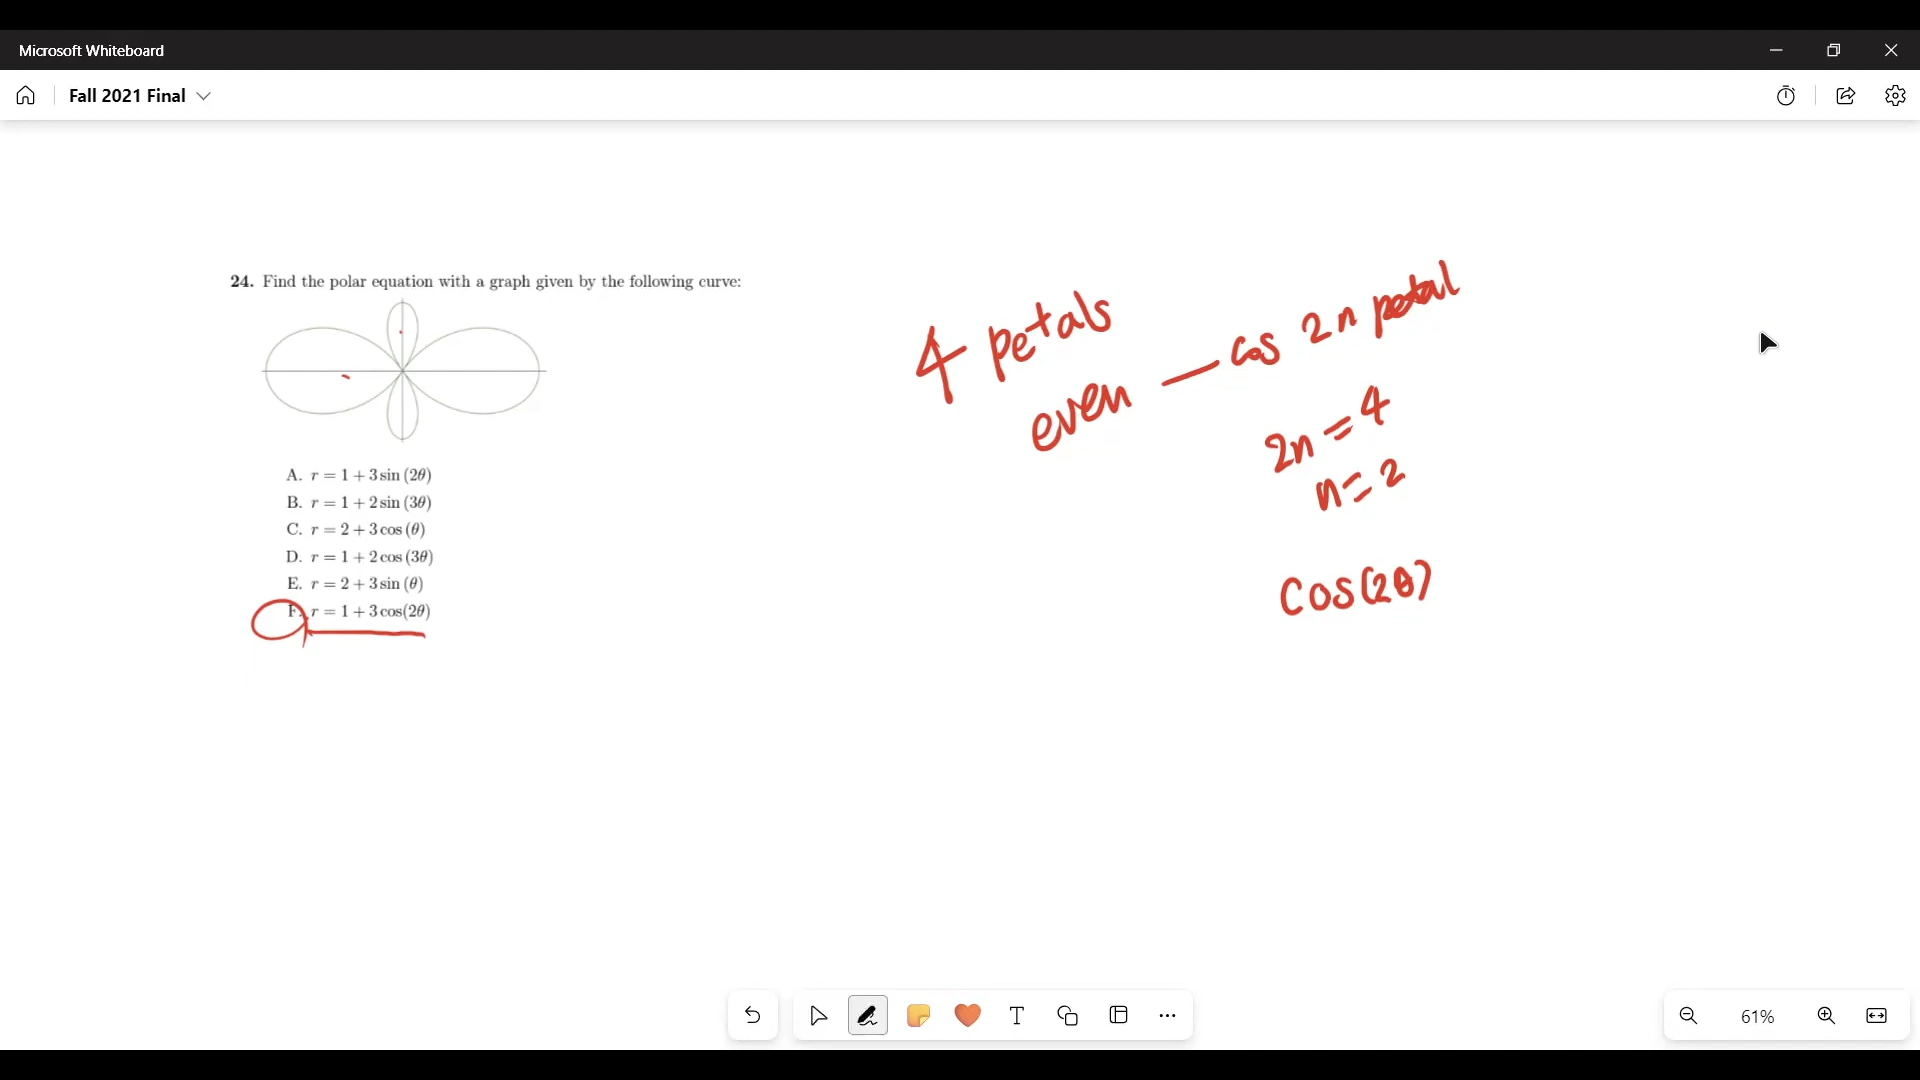 Microsoft Whiteboard
Fall 2021 Final
24. Find the polar equation with a graph given by the following curve:
A. r = 1 + 3 sin (2θ)
B. r = 1 + 2 sin (3θ)
C. r = 2 + 3 cos (θ)
D. r = 1 + 2 cos (3θ)
E. r = 2 + 3 sin (θ)
F. r = 1 + 3 cos(2θ)
4 petals
even — cos 2n petal
2n = 4
n = 2
cos(2θ)
61%